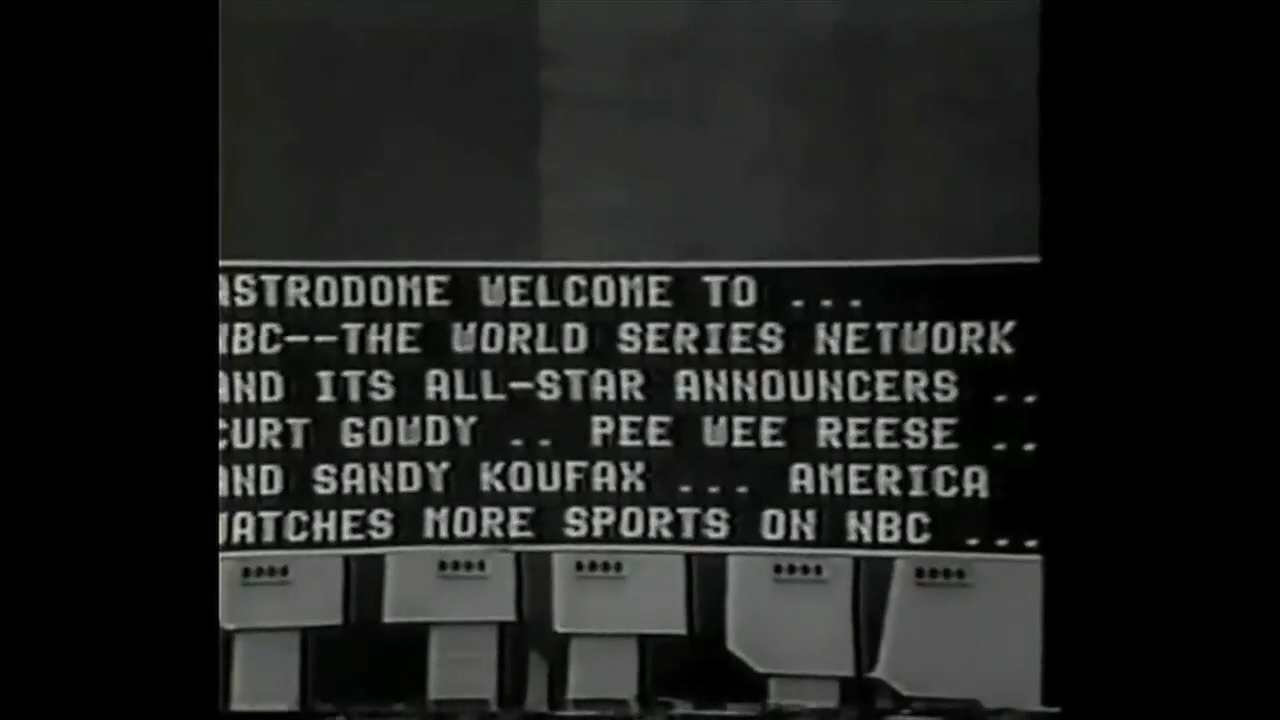 ASTRODOME WELCOME TO ...
NBC--THE WORLD SERIES NETWORK
AND ITS ALL-STAR ANNOUNCERS ..
CURT GOWDY .. PEE WEE REESE ..
AND SANDY KOUFAX ... AMERICA
WATCHES MORE SPORTS ON NBC ...